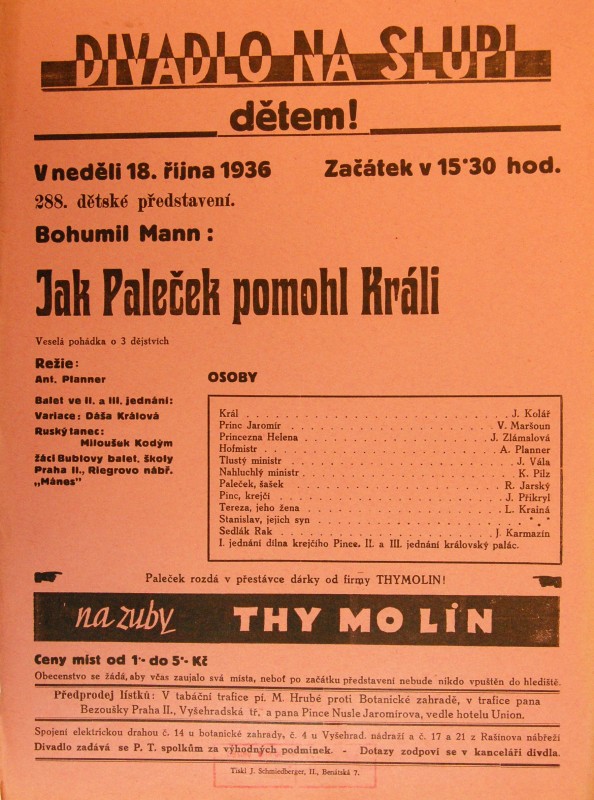 DIVADLO NA SLUPI
dětem!
V neděli 18. října 1936 Začátek v 15·30 hod.
288. dětské představení.
Bohumil Mann:
Jak Paleček pomohl Králi
Veselá pohádka o 3 dějstvích
Režie:
Ant. Planner
Balet ve II. a III. jednání:
Variace: Dáša Králová
Ruský tanec:
Miloušek Kodým
žáci Bublovy balet. školy
Praha II., Riegrovo nábř.
„Mánes"
OSOBY
Král . . . . . J. Kolář
Princ Jaromír . . . . . V. Maršoun
Princezna Helena . . . . . J. Zlámalová
Hofmistr . . . . . A. Planner
Tlustý ministr . . . . . J. Vála
Nahluchlý ministr . . . . . K. Pilz
Paleček, šašek . . . . . R. Jarský
Pinc, krejčí . . . . . J. Přikryl
Tereza, jeho žena . . . . . L. Krainá
Stanislav, jejich syn . . . . . * * *
Sedlák Rak . . . . . J. Karmazín
I. jednání dílna krejčího Pince. II. a III. jednání královský palác.
Paleček rozdá v přestávce dárky od firmy THYMOLIN!
na zuby THYMOLIN
Ceny míst od 1·- do 5·- Kč
Obecenstvo se žádá, aby včas zaujalo svá místa, neboť po začátku představení nebude nikdo vpuštěn do hlediště.
Předprodej lístků: V tabáční trafice pí. M. Hrubé proti Botanické zahradě, v trafice pana
Bezoušky Praha II., Vyšehradská tř., a pana Pince Nusle Jaromírova, vedle hotelu Union.
Spojení elektrickou drahou č. 14 u botanické zahrady, č. 4 u Vyšehrad. nádraží a č. 17 a 21 z Rašínova nábřeží
Divadlo zadává se P. T. spolkům za výhodných podmínek. - Dotazy zodpoví se v kanceláři divdla.
Tiskl J. Schmiedberger, II., Benátská 7.